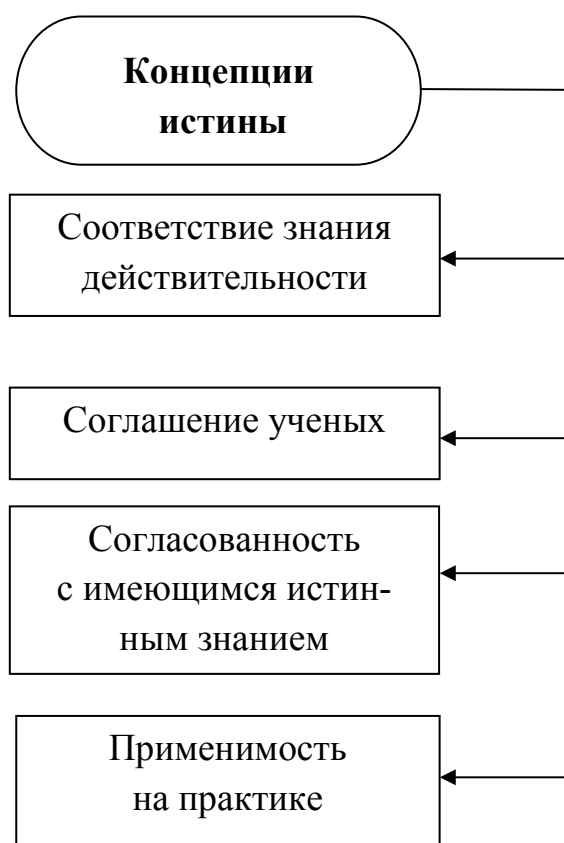 Концепции
истины
Соответствие знания
действительности
Соглашение ученых
Согласованность
с имеющимся истин-
ным знанием
Применимость
на практике